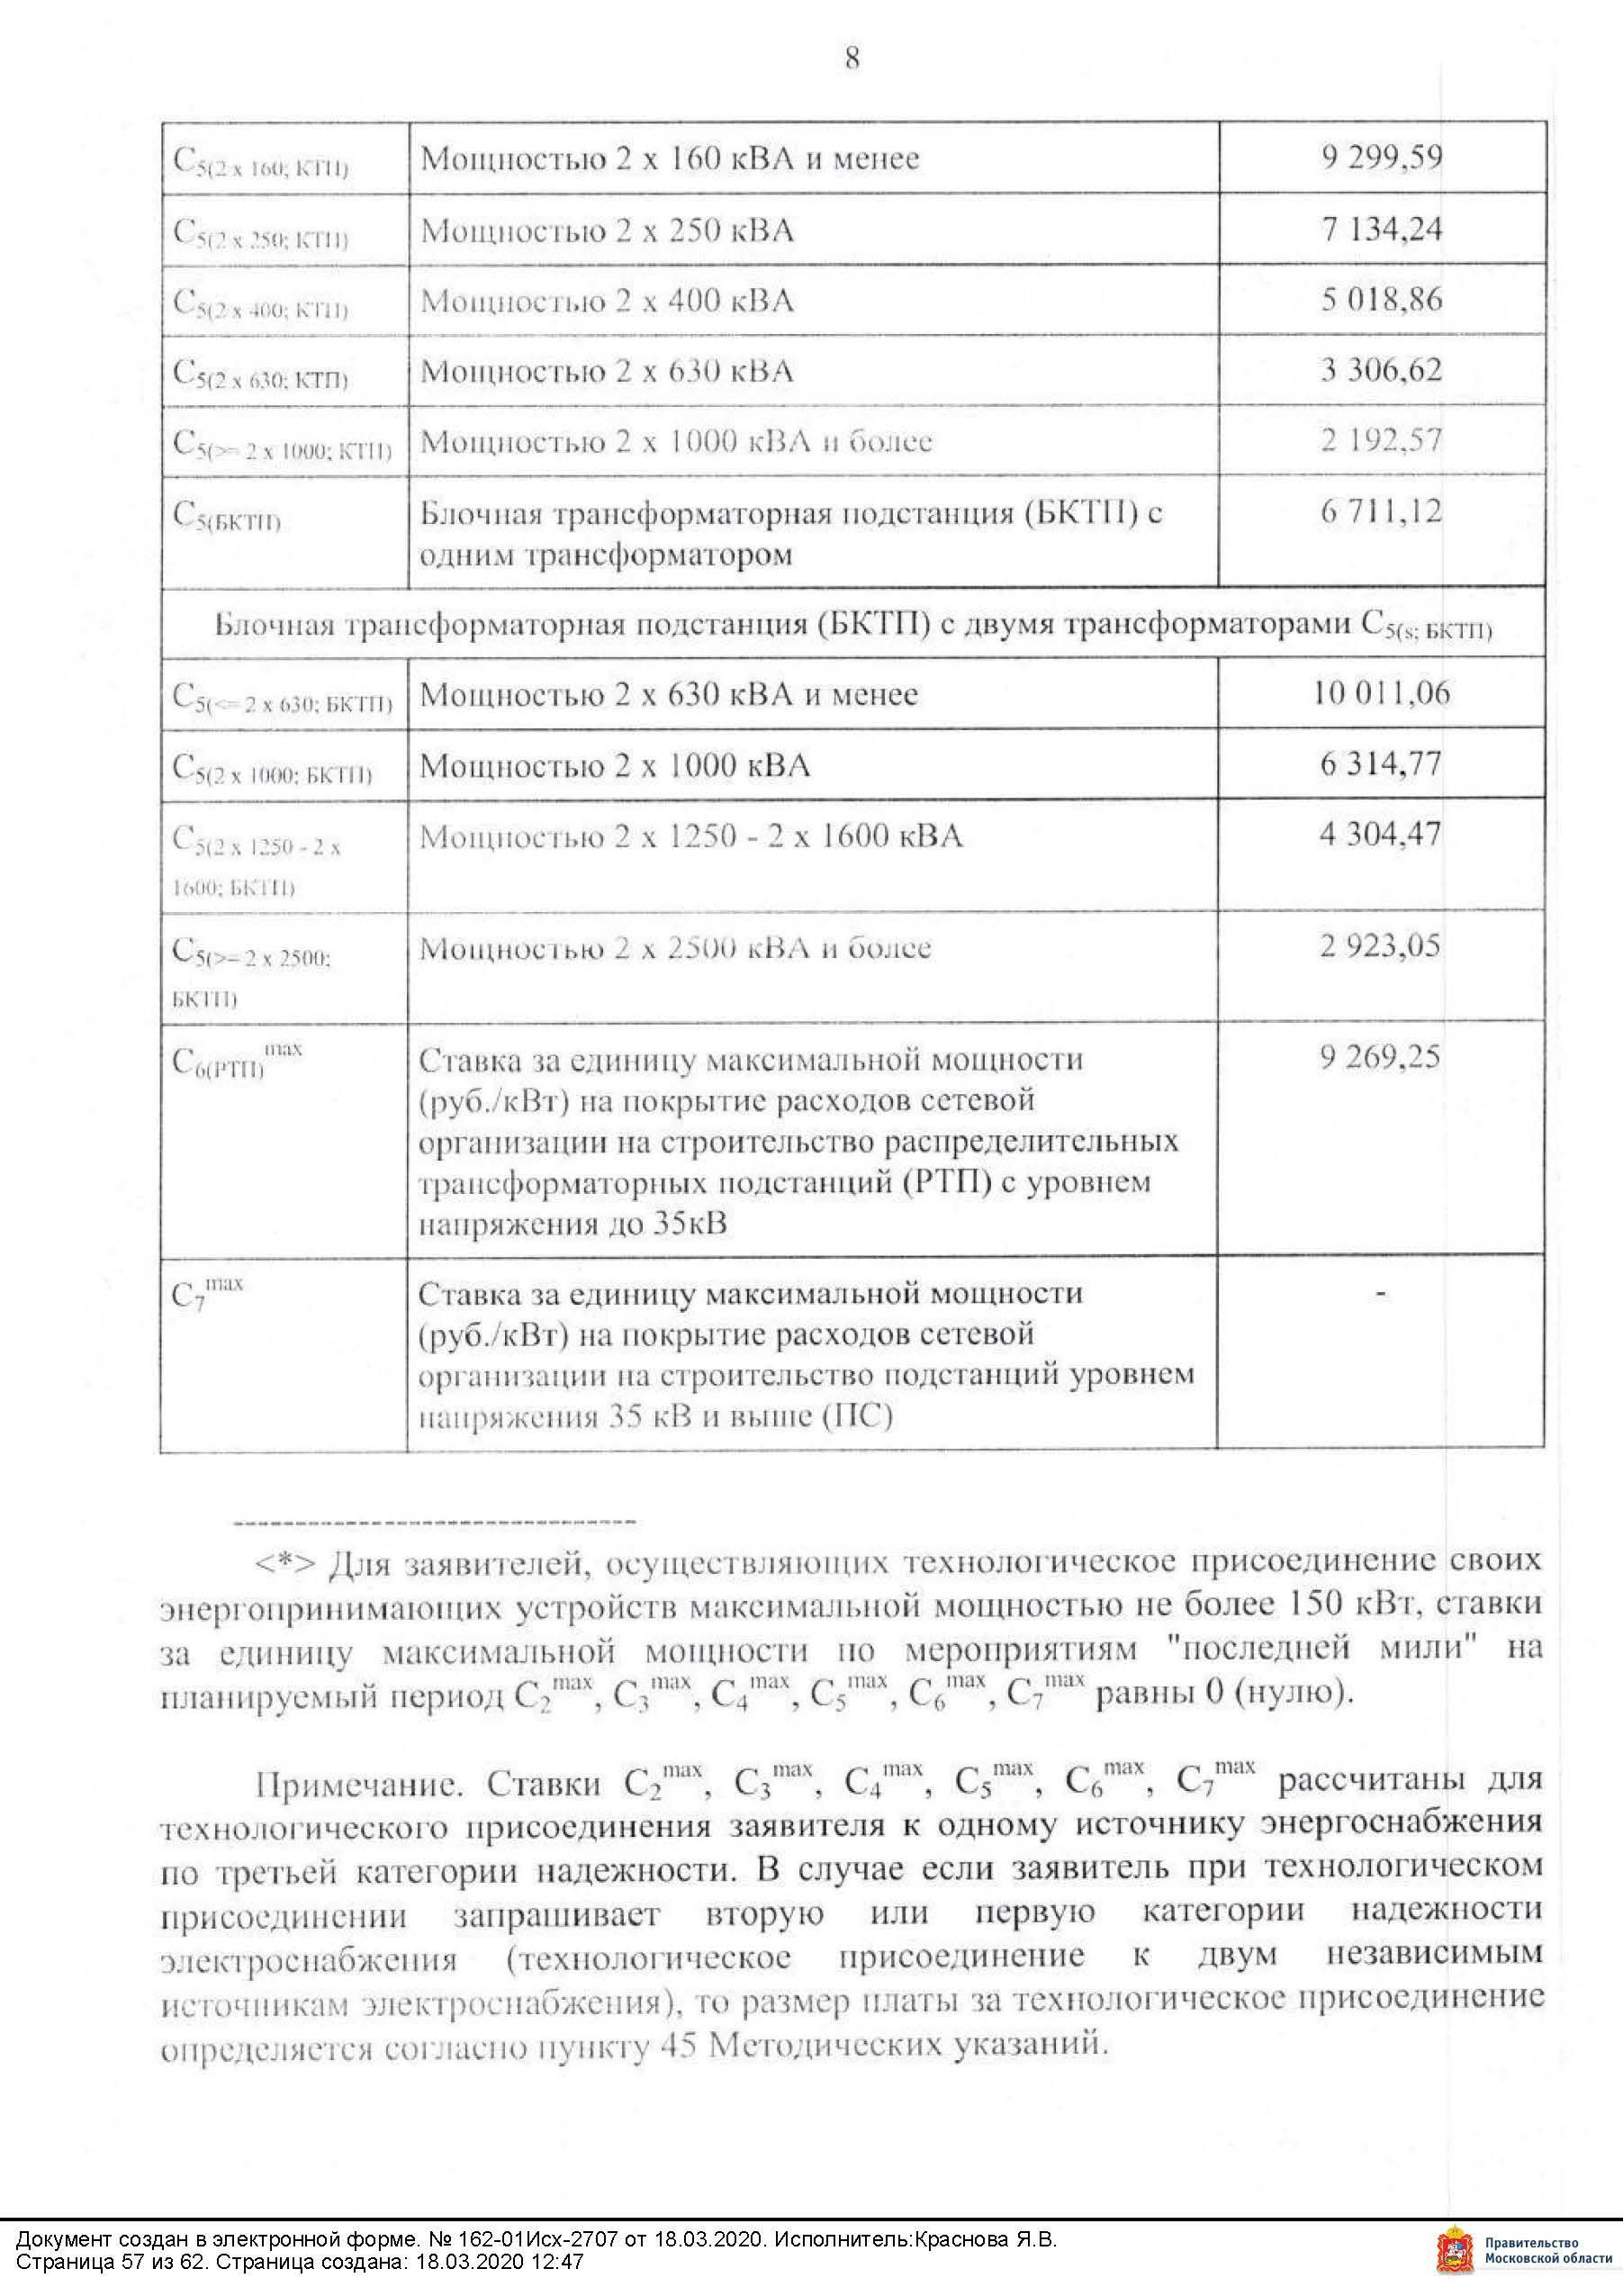 8
C5(2 x 160; КТП) Мощностью 2 x 160 кВА и менее 9 299,59
C5(2 x 250; КТП) Мощностью 2 x 250 кВА 7 134,24
C5(2 x 400; КТП) Мощностью 2 x 400 кВА 5 018,86
C5(2 x 630; КТП) Мощностью 2 x 630 кВА 3 306,62
C5(>= 2 x 1000; КТП) Мощностью 2 x 1000 кВА и более 2 192,57
C5(БКТП) Блочная трансформаторная подстанция (БКТП) с 6 711,12
одним трансформатором
Блочная трансформаторная подстанция (БКТП) с двумя трансформаторами C5(s; БКТП)
C5(<= 2 x 630; БКТП) Мощностью 2 x 630 кВА и менее 10 011,06
C5(2 x 1000; БКТП) Мощностью 2 x 1000 кВА 6 314,77
C5(2 x 1250 - 2 x Мощностью 2 x 1250 - 2 x 1600 кВА 4 304,47
1600; БКТП)
C5(>= 2 x 2500; Мощностью 2 x 2500 кВА и более 2 923,05
БКТП)
C6(РТП)max Ставка за единицу максимальной мощности 9 269,25
(руб./кВт) на покрытие расходов сетевой
организации на строительство распределительных
трансформаторных подстанций (РТП) с уровнем
напряжения до 35кВ
C7max Ставка за единицу максимальной мощности -
(руб./кВт) на покрытие расходов сетевой
организации на строительство подстанций уровнем
напряжения 35 кВ и выше (ПС)
--------------------------------
<*> Для заявителей, осуществляющих технологическое присоединение своих
энергопринимающих устройств максимальной мощностью не более 150 кВт, ставки
за единицу максимальной мощности по мероприятиям "последней мили" на
планируемый период C2max, C3max, C4max, C5max, C6max, C7max равны 0 (нулю).
Примечание. Ставки C2max, C3max, C4max, C5max, C6max, C7max рассчитаны для
технологического присоединения заявителя к одному источнику энергоснабжения
по третьей категории надежности. В случае если заявитель при технологическом
присоединении запрашивает вторую или первую категории надежности
электроснабжения (технологическое присоединение к двум независимым
источникам электроснабжения), то размер платы за технологическое присоединение
определяется согласно пункту 45 Методических указаний.
Документ создан в электронной форме. № 162-01Исх-2707 от 18.03.2020. Исполнитель:Краснова Я.В.
Страница 57 из 62. Страница создана: 18.03.2020 12:47
Правительство
Московской области